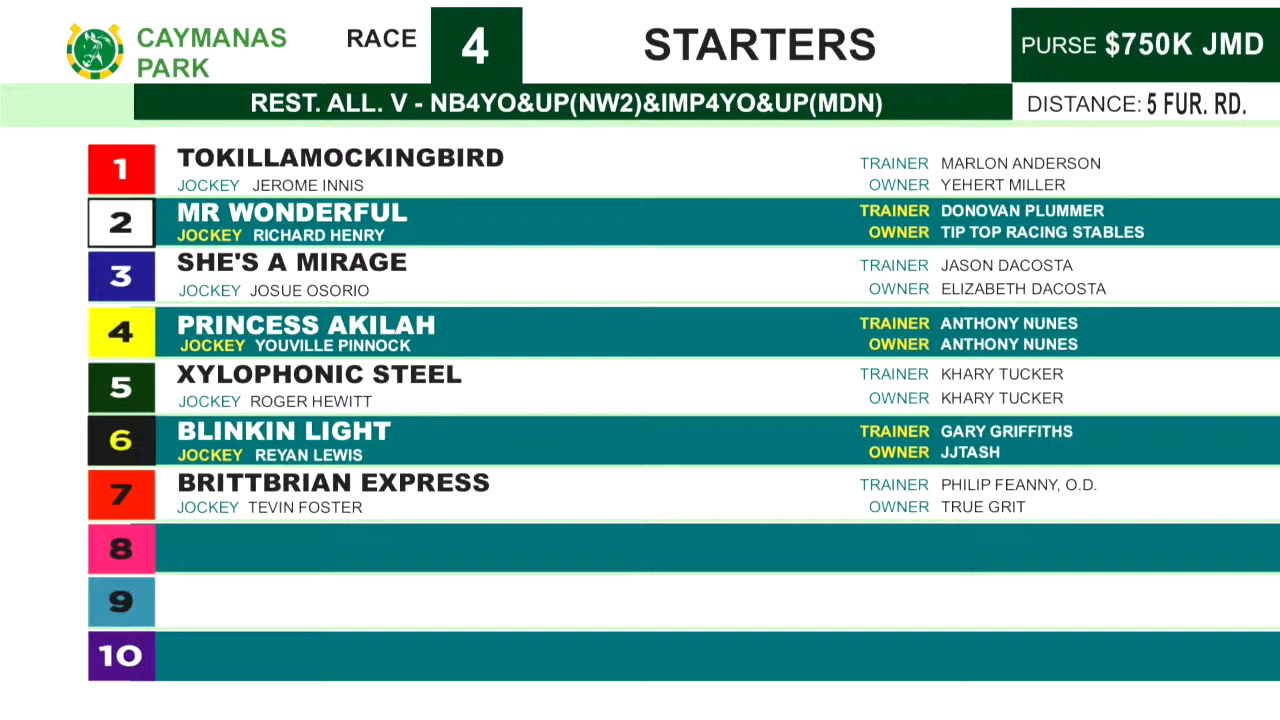 CAYMANAS PARK
RACE 4
STARTERS
PURSE $750K JMD
REST. ALL. V - NB4YO&UP(NW2)&IMP4YO&UP(MDN)
DISTANCE: 5 FUR. RD.
1 TOKILLAMOCKINGBIRD
JOCKEY JEROME INNIS
TRAINER MARLON ANDERSON
OWNER YEHERT MILLER
2 MR WONDERFUL
JOCKEY RICHARD HENRY
TRAINER DONOVAN PLUMMER
OWNER TIP TOP RACING STABLES
3 SHE'S A MIRAGE
JOCKEY JOSUE OSORIO
TRAINER JASON DACOSTA
OWNER ELIZABETH DACOSTA
4 PRINCESS AKILAH
JOCKEY YOUVILLE PINNOCK
TRAINER ANTHONY NUNES
OWNER ANTHONY NUNES
5 XYLOPHONIC STEEL
JOCKEY ROGER HEWITT
TRAINER KHARY TUCKER
OWNER KHARY TUCKER
6 BLINKIN LIGHT
JOCKEY REYAN LEWIS
TRAINER GARY GRIFFITHS
OWNER JJTASH
7 BRITTBRIAN EXPRESS
JOCKEY TEVIN FOSTER
TRAINER PHILIP FEANNY, O.D.
OWNER TRUE GRIT
8
9
10